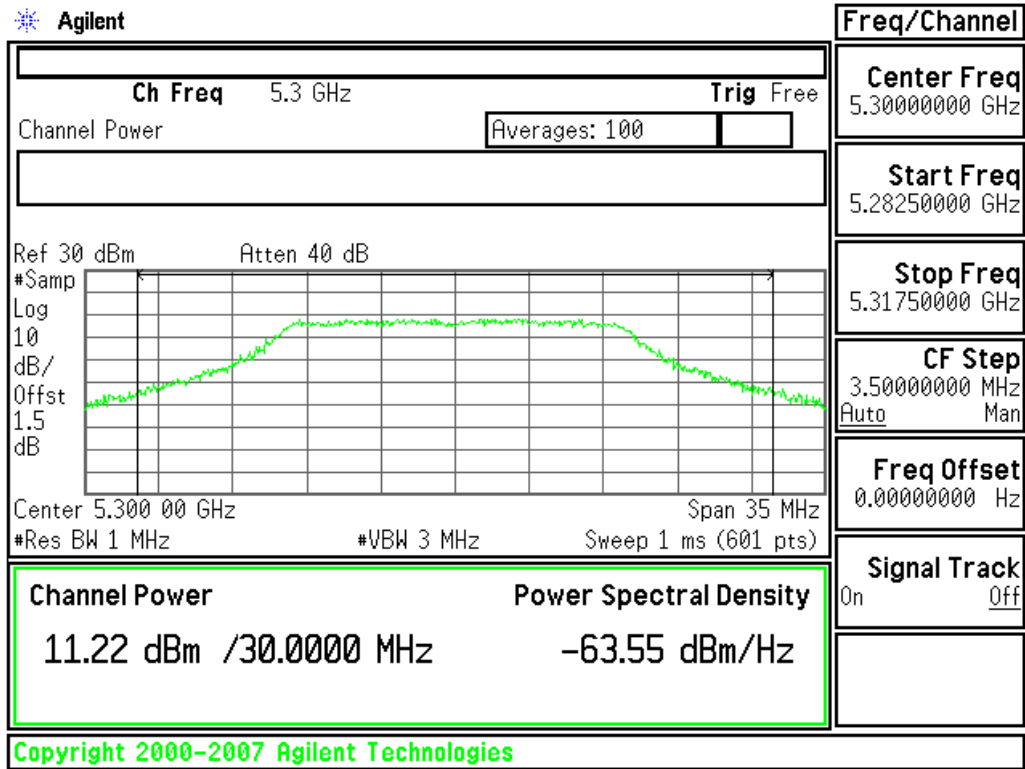 Agilent
Freq/Channel
Ch Freq 5.3 GHz Trig Free
Channel Power Averages: 100
Ref 30 dBm Atten 40 dB
#Samp
Log
10
dB/
Offst
1.5
dB
Center 5.300 00 GHz Span 35 MHz
#Res BW 1 MHz #VBW 3 MHz Sweep 1 ms (601 pts)
Channel Power Power Spectral Density
11.22 dBm /30.0000 MHz -63.55 dBm/Hz
Copyright 2000-2007 Agilent Technologies
Center Freq
5.30000000 GHz
Start Freq
5.28250000 GHz
Stop Freq
5.31750000 GHz
CF Step
3.50000000 MHz
Auto Man
Freq Offset
0.00000000 Hz
Signal Track
On Off